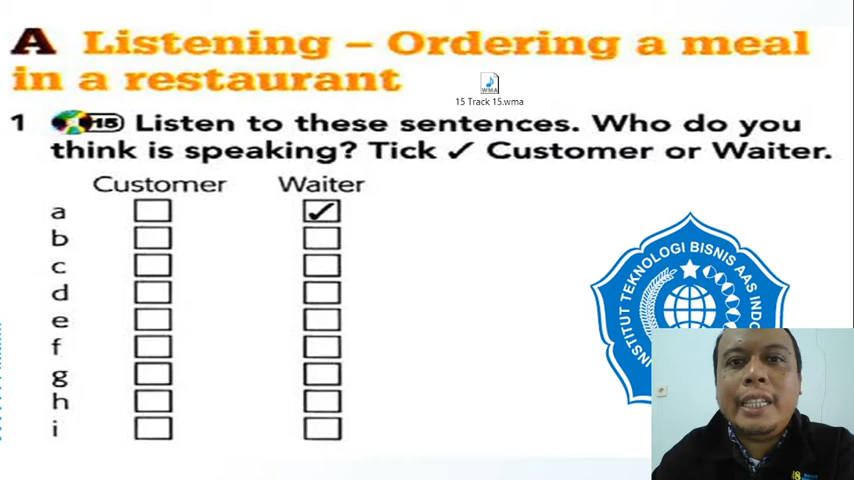 A Listening – Ordering a meal
in a restaurant
15 Track 15.wma
1 15 Listen to these sentences. Who do you
think is speaking? Tick ✓ Customer or Waiter.
Customer Waiter
a ✓
b
c
d
e
f
g
h
i
INSTITUT TEKNOLOGI BISNIS AAS INDO
WMA